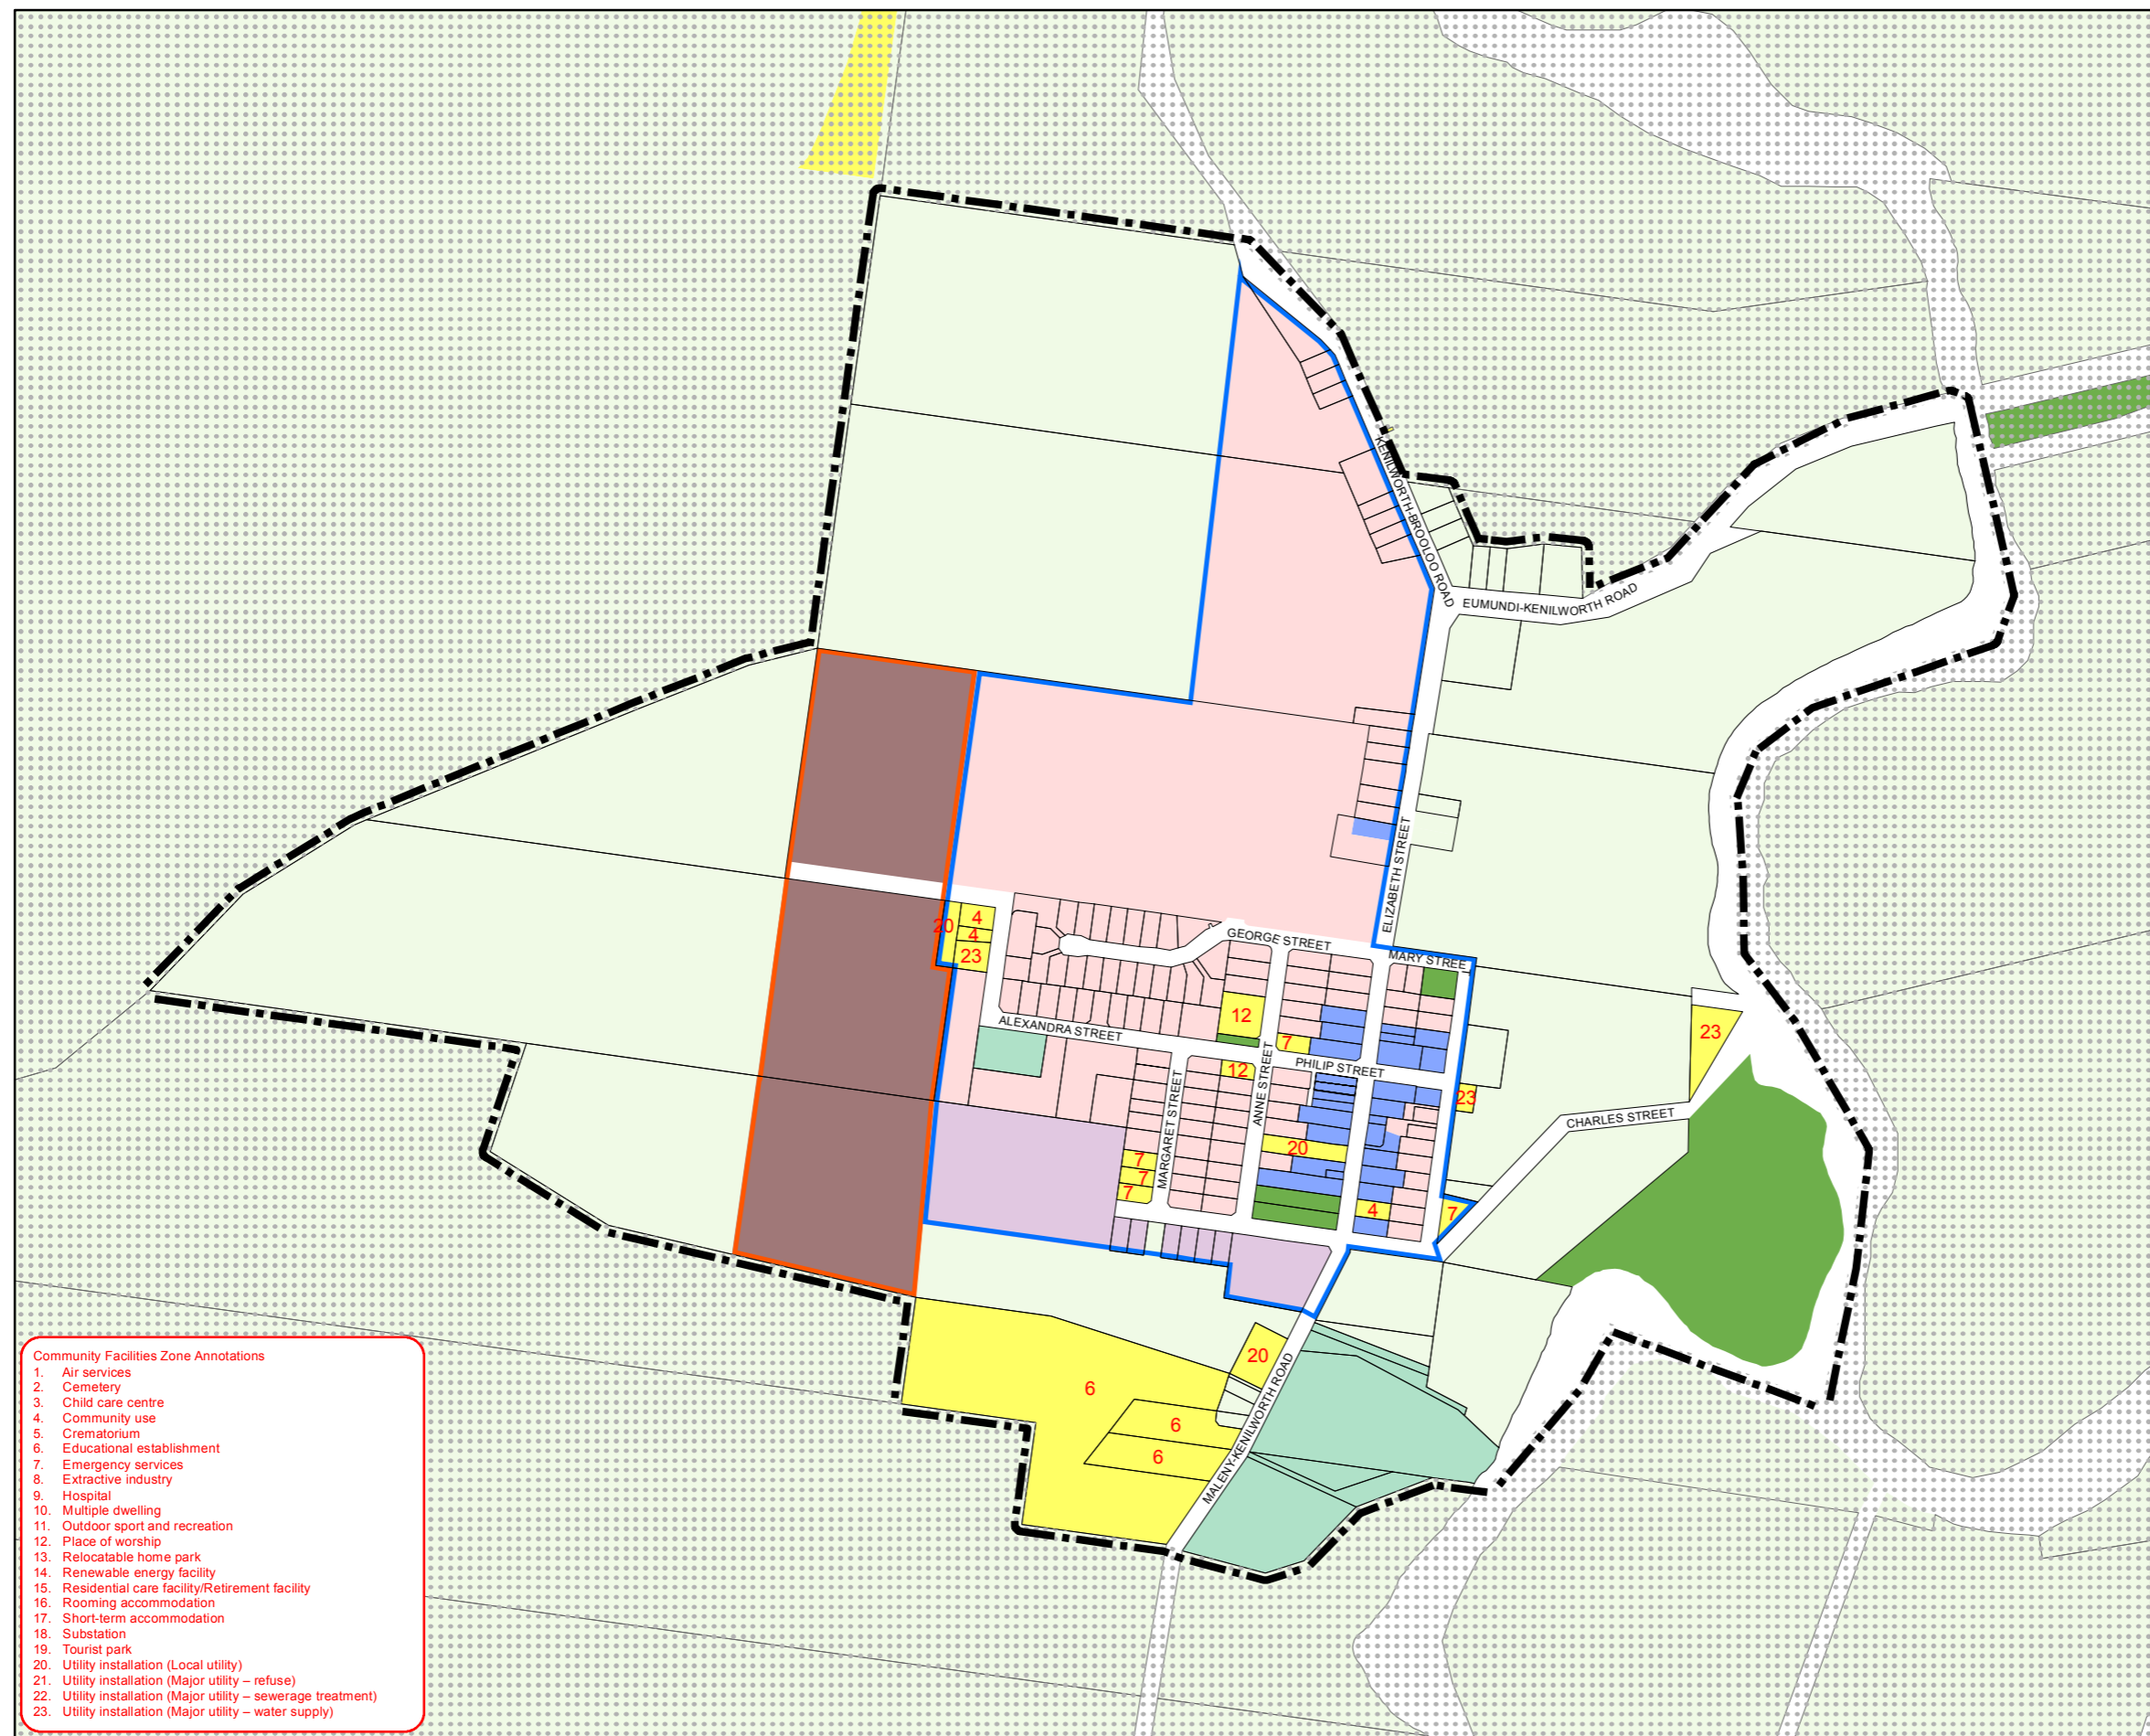 KENILWORTH-BROOLOO ROAD
EUMUNDI-KENILWORTH ROAD
ELIZABETH STREET
20
4
4
23
GEORGE STREET
MARY STREE
12
ALEXANDRA STREET
7
23
PHILIP STREET
12
ANNE STREET
23
CHARLES STREET
MARGARET STREET
20
7
7
7
4
7
20
6
6
6
MALENY-KENILWORTH ROAD
Community Facilities Zone Annotations
1. Air services
2. Cemetery
3. Child care centre
4. Community use
5. Crematorium
6. Educational establishment
7. Emergency services
8. Extractive industry
9. Hospital
10. Multiple dwelling
11. Outdoor sport and recreation
12. Place of worship
13. Relocatable home park
14. Renewable energy facility
15. Residential care facility/Retirement facility
16. Rooming accommodation
17. Short-term accommodation
18. Substation
19. Tourist park
20. Utility installation (Local utility)
21. Utility installation (Major utility – refuse)
22. Utility installation (Major utility – sewerage treatment)
23. Utility installation (Major utility – water supply)